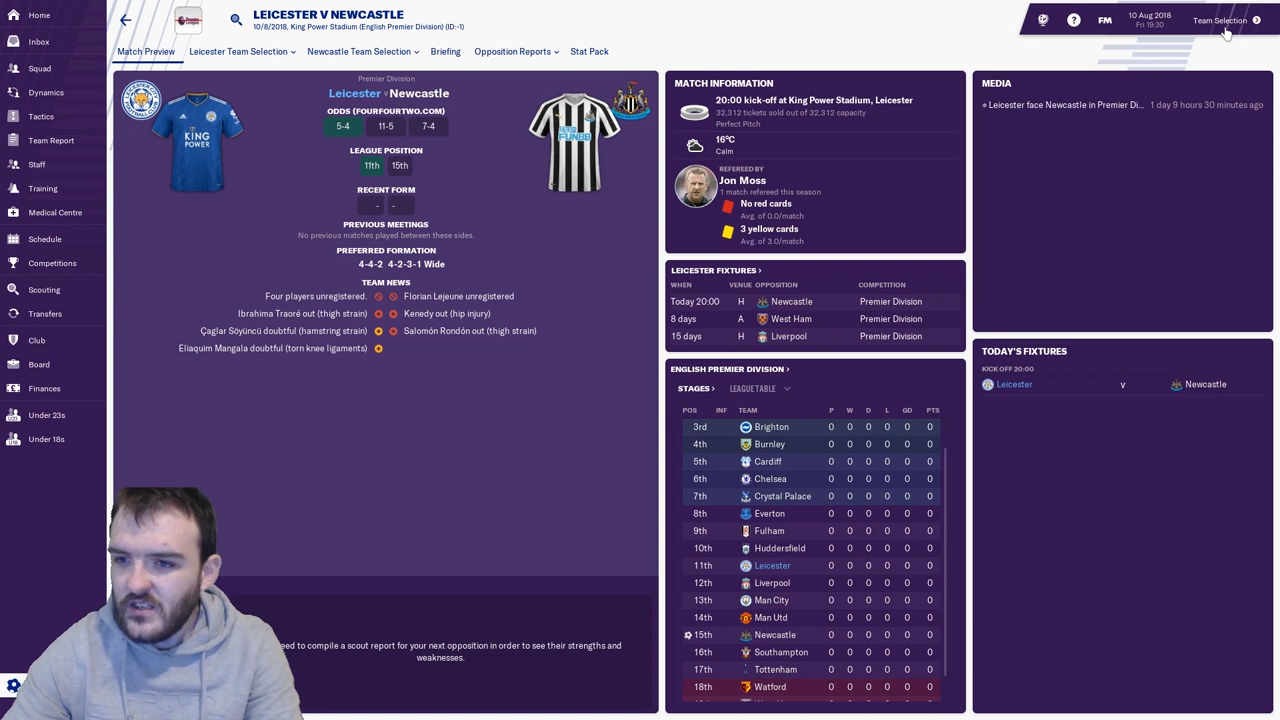 LEICESTER V NEWCASTLE
10/8/2018, King Power Stadium (English Premier Division) (ID:-1)
10 Aug 2018
Fri 19:30
Team Selection
FM
Home
Inbox
Squad
Dynamics
Tactics
Team Report
Staff
Training
Medical Centre
Schedule
Competitions
Scouting
Transfers
Club
Board
Finances
Under 23s
Under 18s
Match Preview
Leicester Team Selection
Newcastle Team Selection
Briefing
Opposition Reports
Stat Pack
Premier Division
Leicester v Newcastle
ODDS (FOURFOURTWO.COM)
5-4 11-5 7-4
LEAGUE POSITION
11th 15th
RECENT FORM
- -
PREVIOUS MEETINGS
No previous matches played between these sides.
PREFERRED FORMATION
4-4-2 4-2-3-1 Wide
TEAM NEWS
Four players unregistered. Florian Lejeune unregistered
Ibrahima Traoré out (thigh strain) Kenedy out (hip injury)
Çaglar Söyüncü doubtful (hamstring strain) Salomón Rondón out (thigh strain)
Eliaquim Mangala doubtful (torn knee ligaments)
KING
POWER
eed to compile a scout report for your next opposition in order to see their strengths and
weaknesses.
MATCH INFORMATION
20:00 kick-off at King Power Stadium, Leicester
32,312 tickets sold out of 32,312 capacity
Perfect Pitch
16°C
Calm
REFEREED BY
Jon Moss
1 match refereed this season
No red cards
Avg. of 0.0/match
3 yellow cards
Avg. of 3.0/match
LEICESTER FIXTURES
WHEN VENUE OPPOSITION COMPETITION
Today 20:00 H Newcastle Premier Division
8 days A West Ham Premier Division
15 days H Liverpool Premier Division
ENGLISH PREMIER DIVISION
STAGES LEAGUE TABLE
POS INF TEAM P W D L GD PTS
3rd Brighton 0 0 0 0 0 0
4th Burnley 0 0 0 0 0 0
5th Cardiff 0 0 0 0 0 0
6th Chelsea 0 0 0 0 0 0
7th Crystal Palace 0 0 0 0 0 0
8th Everton 0 0 0 0 0 0
9th Fulham 0 0 0 0 0 0
10th Huddersfield 0 0 0 0 0 0
11th Leicester 0 0 0 0 0 0
12th Liverpool 0 0 0 0 0 0
13th Man City 0 0 0 0 0 0
14th Man Utd 0 0 0 0 0 0
15th Newcastle 0 0 0 0 0 0
16th Southampton 0 0 0 0 0 0
17th Tottenham 0 0 0 0 0 0
18th Watford 0 0 0 0 0 0
MEDIA
Leicester face Newcastle in Premier Di... 1 day 9 hours 30 minutes ago
TODAY'S FIXTURES
KICK OFF 20:00
Leicester v Newcastle